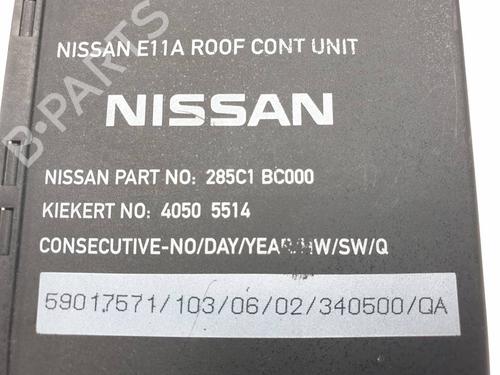 NISSAN E11A ROOF CONT UNIT
NISSAN
NISSAN PART NO: 285C1 BC000
KIEKERT NO: 4050 5514
CONSECUTIVE-NO/DAY/YEAR/HW/SW/Q
59017571/103/06/02/340500/QA
B-PARTS